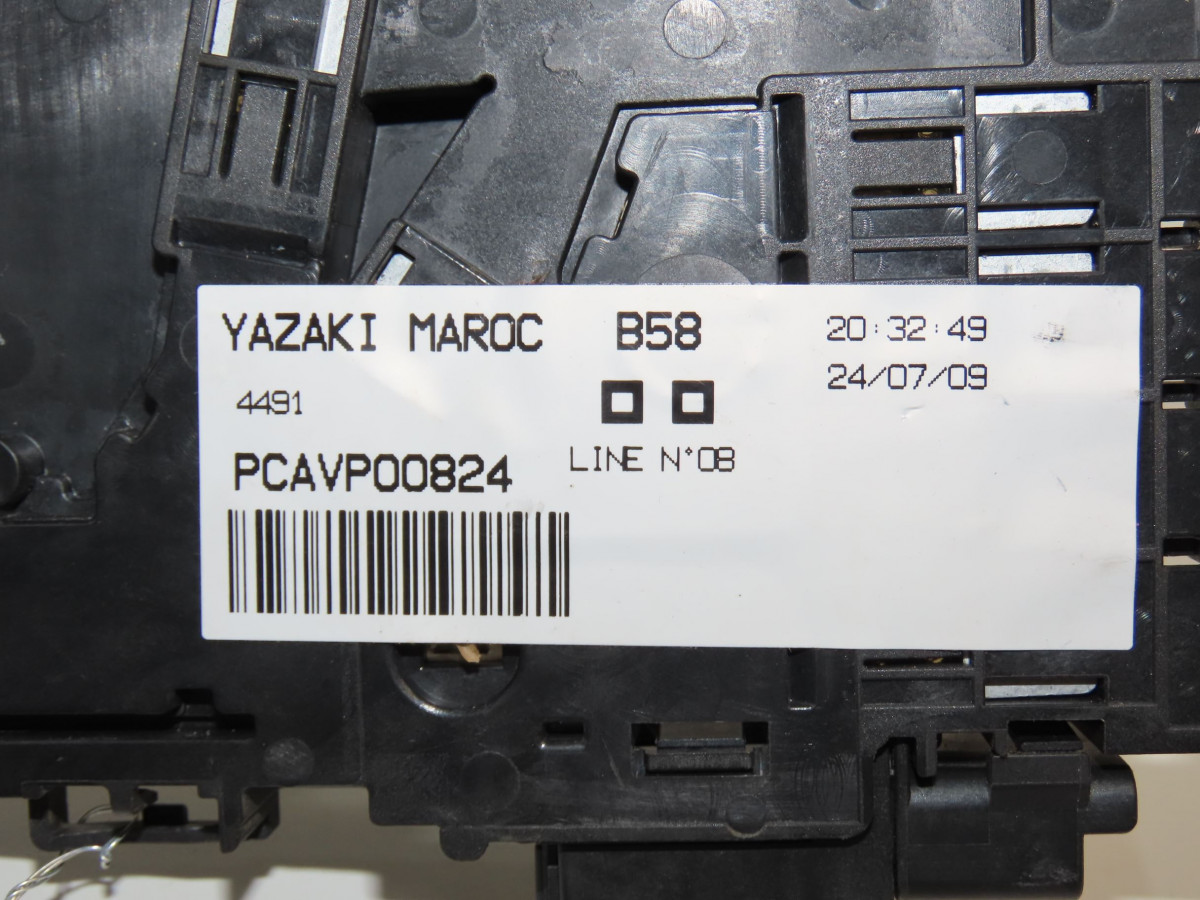 YAZAKI MAROC B58 20:32:49
4491 24/07/09
PCAVP00824 LINE N°08